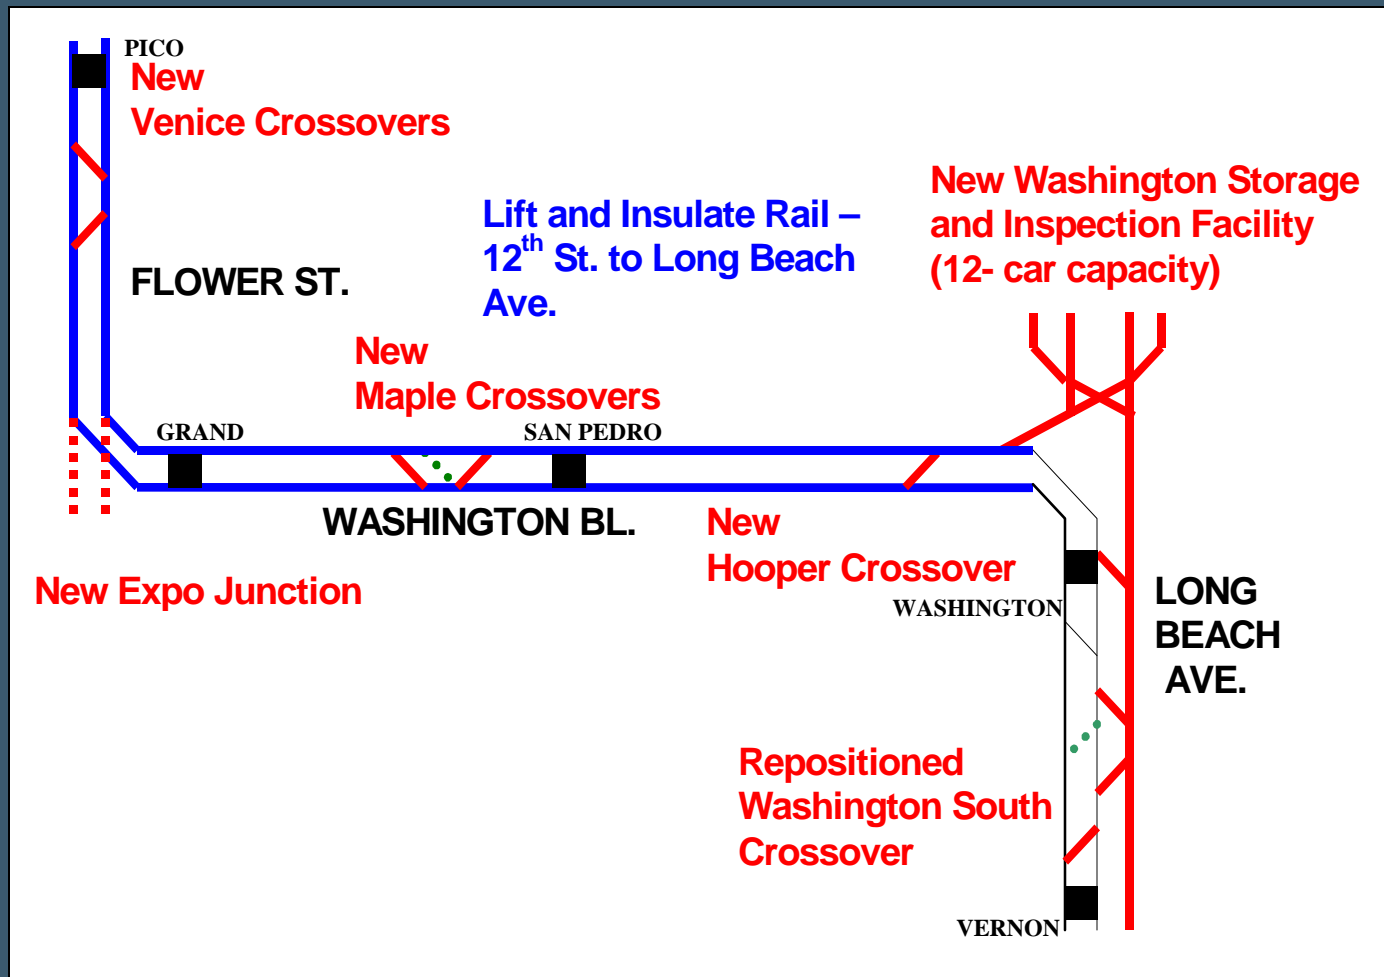 PICO
New
Venice Crossovers
New Washington Storage
and Inspection Facility
(12- car capacity)
Lift and Insulate Rail –
12th St. to Long Beach
Ave.
FLOWER ST.
New
Maple Crossovers
GRAND
SAN PEDRO
WASHINGTON BL.
New
Hooper Crossover
New Expo Junction
WASHINGTON
LONG
BEACH
AVE.
Repositioned
Washington South
Crossover
VERNON